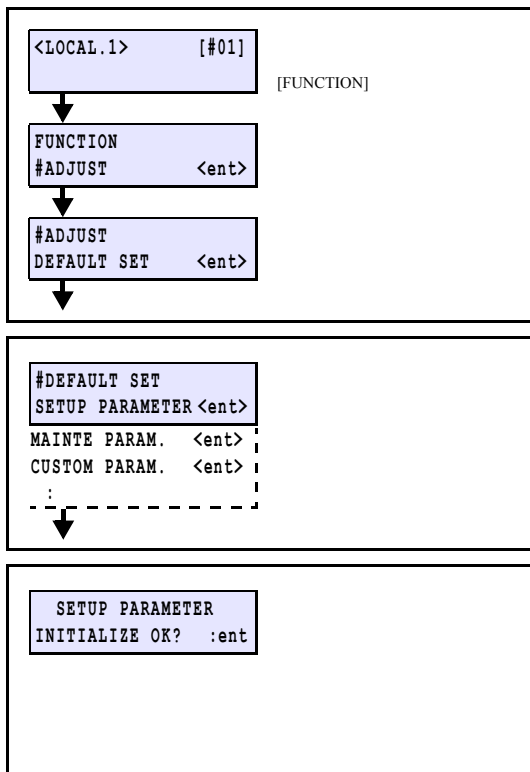 <LOCAL.1> [#01]
[FUNCTION]
FUNCTION
#ADJUST <ent>
#ADJUST
DEFAULT SET <ent>
#DEFAULT SET
SETUP PARAMETER <ent>
MAINTE PARAM. <ent>
CUSTOM PARAM. <ent>
:
SETUP PARAMETER
INITIALIZE OK? :ent